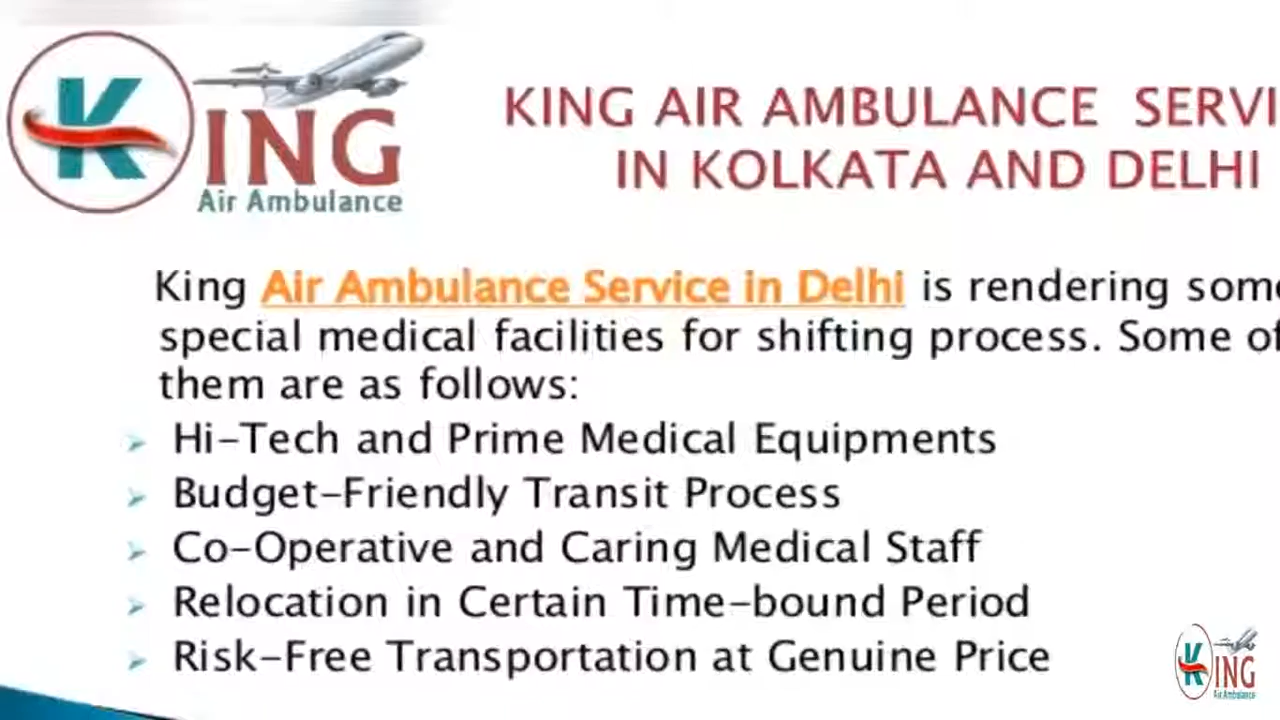 KING
Air Ambulance
KING AIR AMBULANCE SERVI
IN KOLKATA AND DELHI
King Air Ambulance Service in Delhi is rendering some
special medical facilities for shifting process. Some of
them are as follows:
Hi-Tech and Prime Medical Equipments
Budget-Friendly Transit Process
Co-Operative and Caring Medical Staff
Relocation in Certain Time-bound Period
Risk-Free Transportation at Genuine Price
KING
Air Ambulance